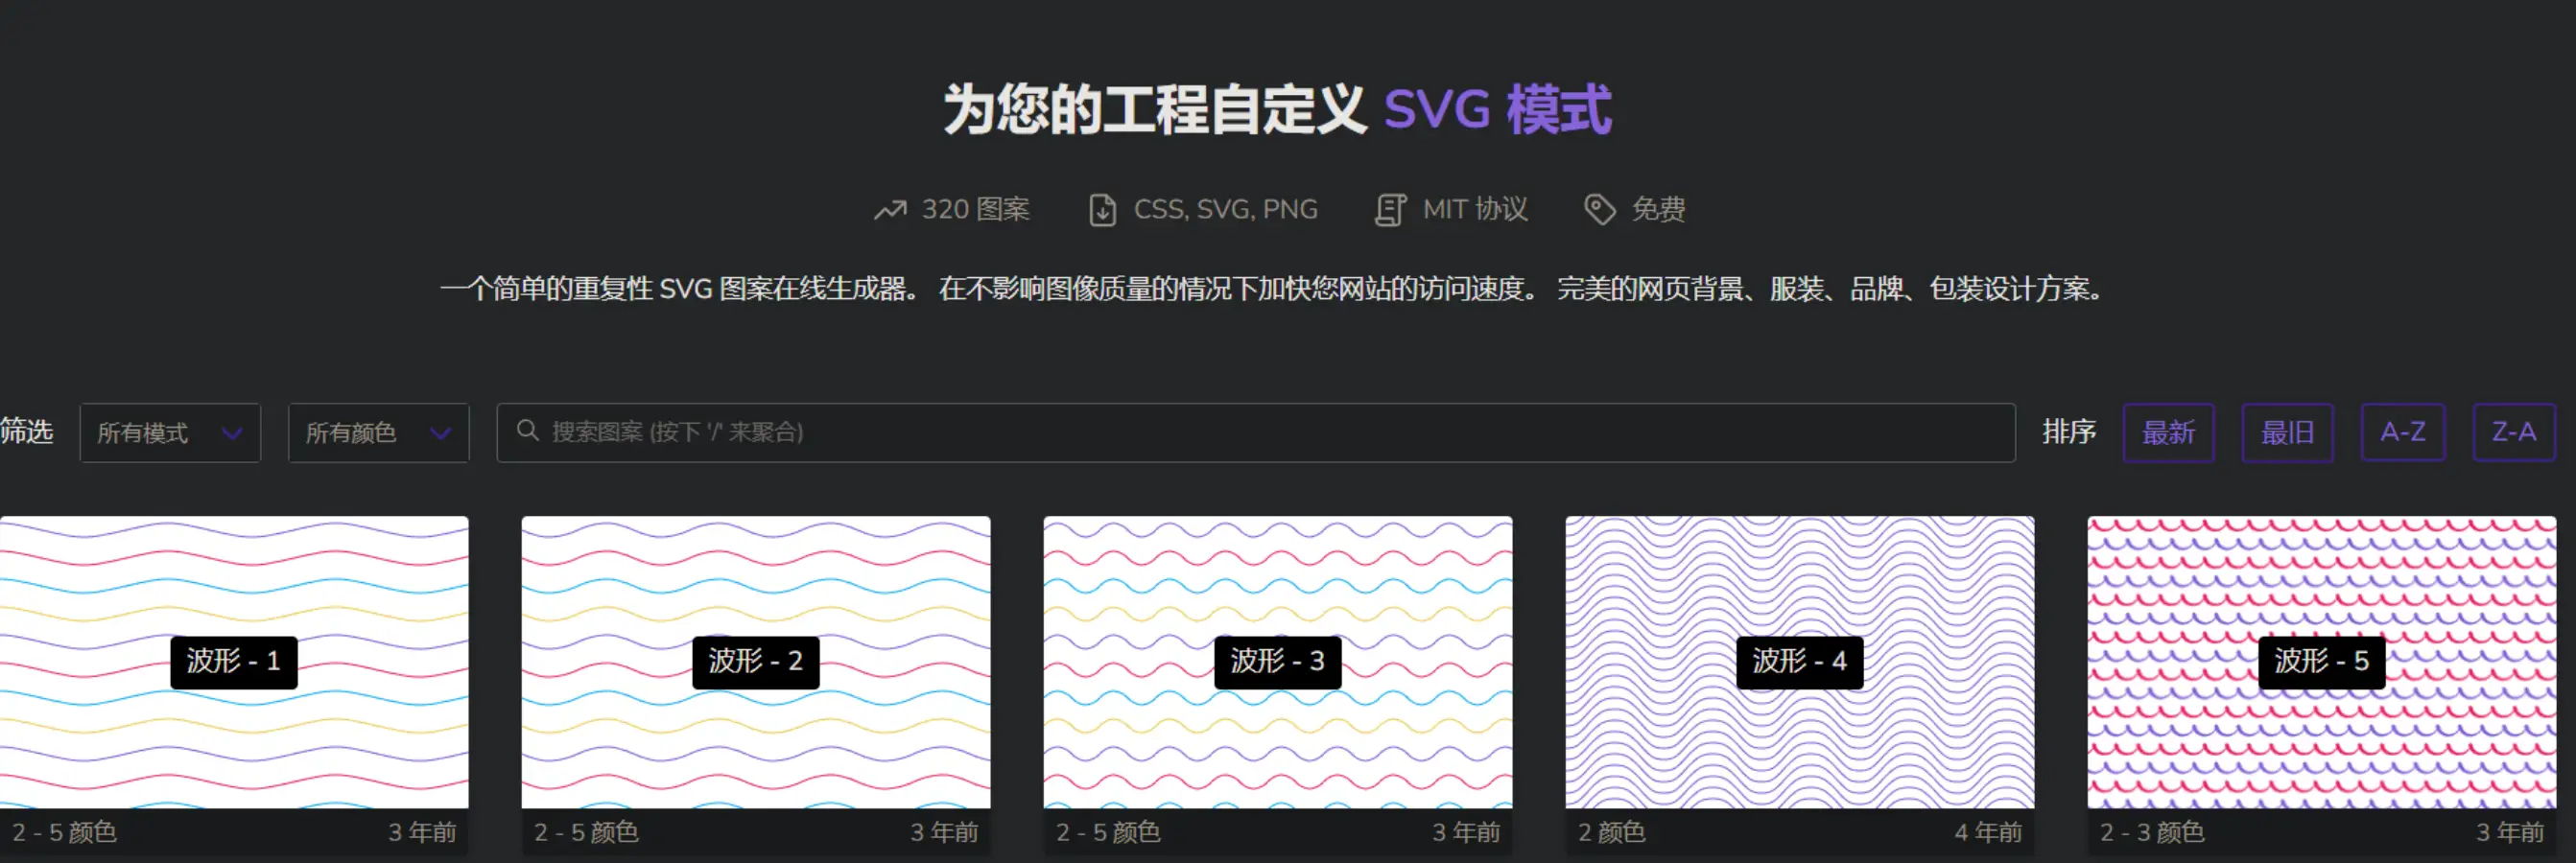 为您的工程自定义 SVG 模式
320 图案 CSS, SVG, PNG MIT 协议 免费
一个简单的重复性 SVG 图案在线生成器。 在不影响图像质量的情况下加快您网站的访问速度。 完美的网页背景、服装、品牌、包装设计方案。
筛选 所有模式 所有颜色 搜索图案 (按下 '/' 来聚合) 排序 最新 最旧 A-Z Z-A
波形 - 1 波形 - 2 波形 - 3 波形 - 4 波形 - 5
2 - 5 颜色 3 年前 2 - 5 颜色 3 年前 2 - 5 颜色 3 年前 2 颜色 4 年前 2 - 3 颜色 3 年前